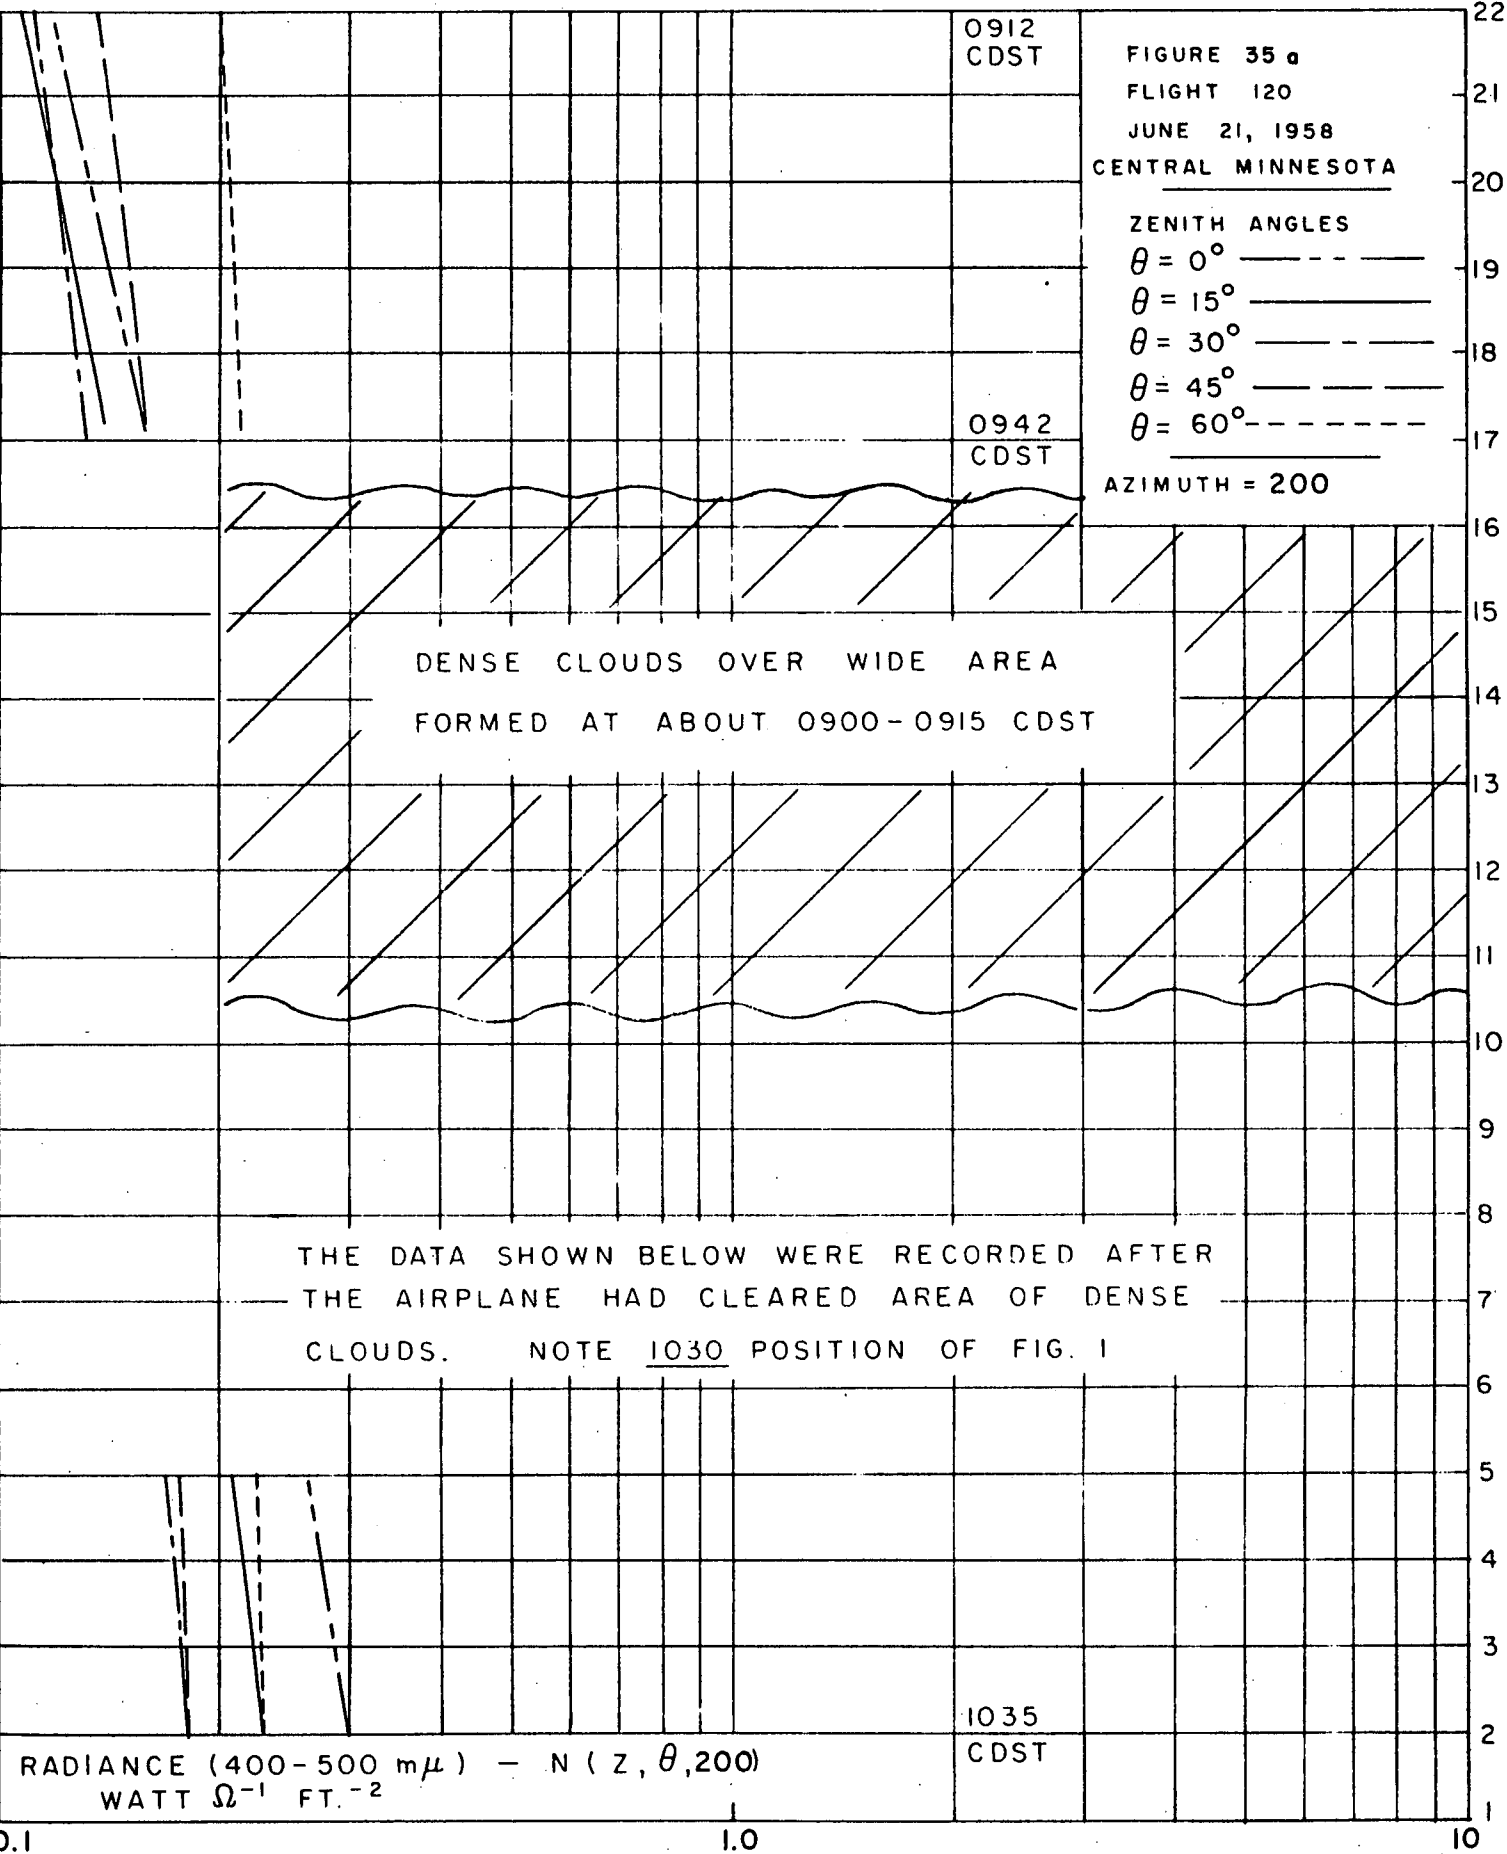 0912
CDST
FIGURE 35 a
FLIGHT 120
JUNE 21, 1958
CENTRAL MINNESOTA
ZENITH ANGLES
θ = 0°
θ = 15°
θ = 30°
θ = 45°
θ = 60°
AZIMUTH = 200
0942
CDST
DENSE CLOUDS OVER WIDE AREA
FORMED AT ABOUT 0900-0915 CDST
THE DATA SHOWN BELOW WERE RECORDED AFTER
THE AIRPLANE HAD CLEARED AREA OF DENSE
CLOUDS. NOTE 1030 POSITION OF FIG. 1
1035
CDST
RADIANCE (400-500 mμ) - N ( Z, θ,200)
WATT Ω⁻¹ FT.⁻²
22
21
20
19
18
17
16
15
14
13
12
11
10
9
8
7
6
5
4
3
2
1
0.1
1.0
10